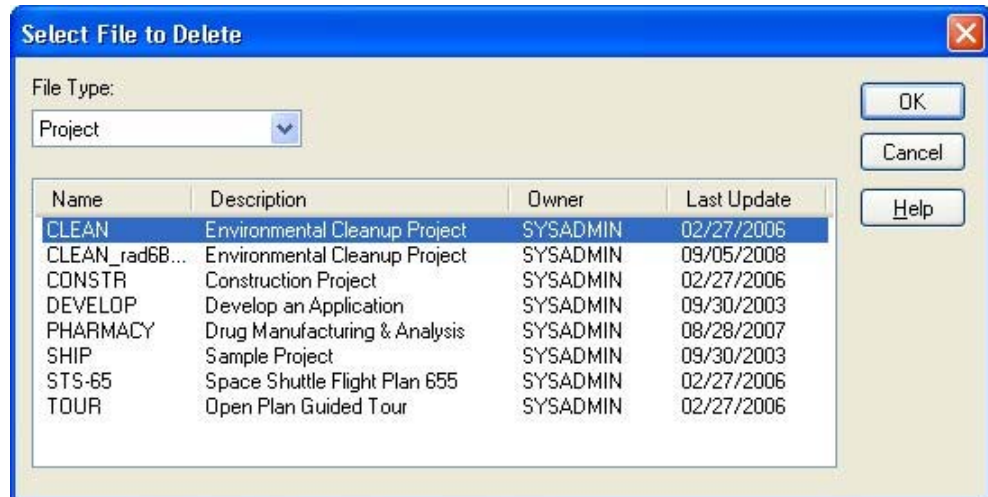 Select File to Delete
File Type:
Project
OK
Cancel
Help
Name Description Owner Last Update
CLEAN Environmental Cleanup Project SYSADMIN 02/27/2006
CLEAN_rad6B... Environmental Cleanup Project SYSADMIN 09/05/2008
CONSTR Construction Project SYSADMIN 02/27/2006
DEVELOP Develop an Application SYSADMIN 09/30/2003
PHARMACY Drug Manufacturing & Analysis SYSADMIN 08/28/2007
SHIP Sample Project SYSADMIN 09/30/2003
STS-65 Space Shuttle Flight Plan 655 SYSADMIN 02/27/2006
TOUR Open Plan Guided Tour SYSADMIN 02/27/2006